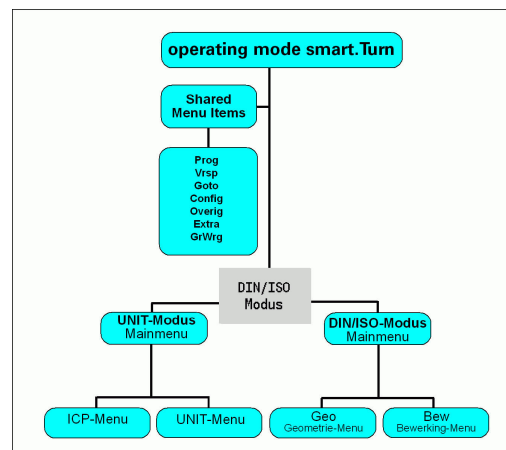 operating mode smart.Turn
Shared
Menu Items
Prog
Vrsp
Goto
Config
Overig
Extra
GrWrg
DIN/ISO
Modus
UNIT-Modus
Mainmenu
DIN/ISO-Modus
Mainmenu
ICP-Menu
UNIT-Menu
Geo
Geometrie-Menu
Bew
Bewerking-Menu